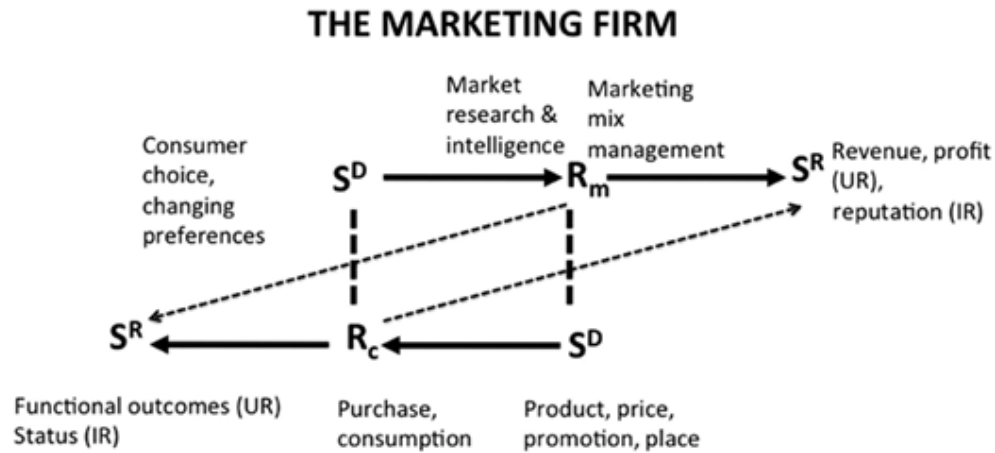 THE MARKETING FIRM
Market
research &
intelligence
Marketing
mix
management
Consumer
choice,
changing
preferences
S^D
R_m
S^R
Revenue, profit
(UR),
reputation (IR)
S^R
R_c
S^D
Functional outcomes (UR)
Status (IR)
Purchase,
consumption
Product, price,
promotion, place